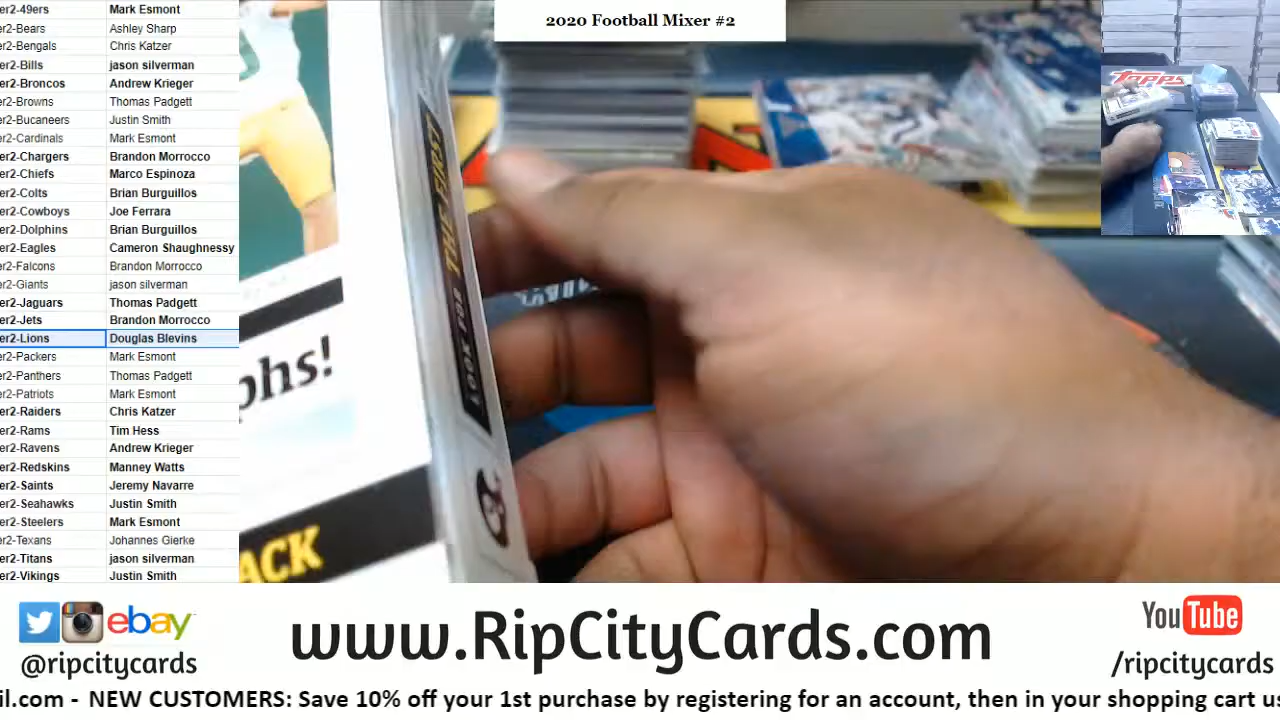 2020 Football Mixer #2
er2-49ers Mark Esmont
er2-Bears Ashley Sharp
er2-Bengals Chris Katzer
er2-Bills jason silverman
er2-Broncos Andrew Krieger
er2-Browns Thomas Padgett
er2-Bucaneers Justin Smith
er2-Cardinals Mark Esmont
er2-Chargers Brandon Morrocco
er2-Chiefs Marco Espinoza
er2-Colts Brian Burguillos
er2-Cowboys Joe Ferrara
er2-Dolphins Brian Burguillos
er2-Eagles Cameron Shaughnessy
er2-Falcons Brandon Morrocco
er2-Giants jason silverman
er2-Jaguars Thomas Padgett
er2-Jets Brandon Morrocco
er2-Lions Douglas Blevins
er2-Packers Mark Esmont
er2-Panthers Thomas Padgett
er2-Patriots Mark Esmont
er2-Raiders Chris Katzer
er2-Rams Tim Hess
er2-Ravens Andrew Krieger
er2-Redskins Manney Watts
er2-Saints Jeremy Navarre
er2-Seahawks Justin Smith
er2-Steelers Mark Esmont
er2-Texans Johannes Gierke
er2-Titans jason silverman
er2-Vikings Justin Smith
phs!
ACK
LOOK FOR THE FIRST
Topps
ebay
@ripcitycards
www.RipCityCards.com
YouTube
/ripcitycards
il.com - NEW CUSTOMERS: Save 10% off your 1st purchase by registering for an account, then in your shopping cart us